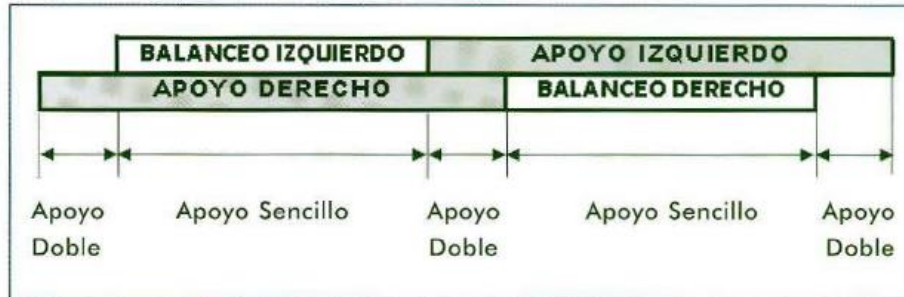 BALANCEO IZQUIERDO APOYO IZQUIERDO
APOYO DERECHO BALANCEO DERECHO
Apoyo Doble Apoyo Sencillo Apoyo Doble Apoyo Sencillo Apoyo Doble